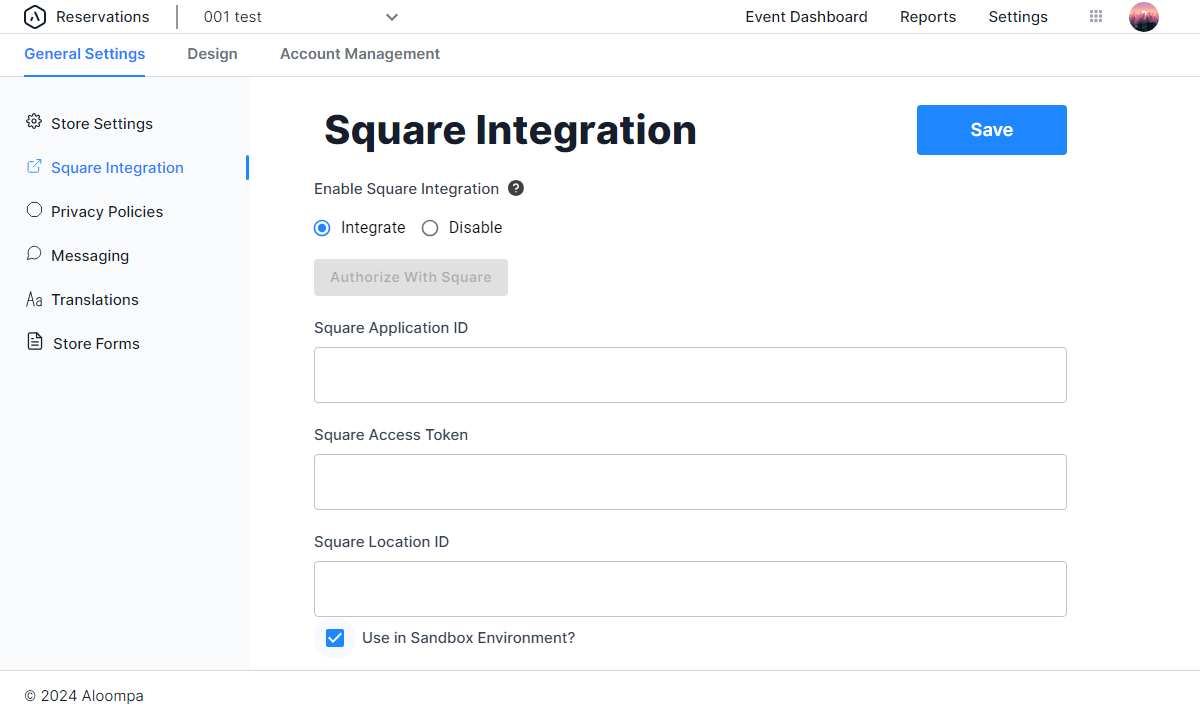 Reservations 001 test Event Dashboard Reports Settings
General Settings Design Account Management
Store Settings
Square Integration
Privacy Policies
Messaging
Aa Translations
Store Forms
Square Integration Save
Enable Square Integration ?
Integrate Disable
Authorize With Square
Square Application ID
Square Access Token
Square Location ID
Use in Sandbox Environment?
© 2024 Aloompa